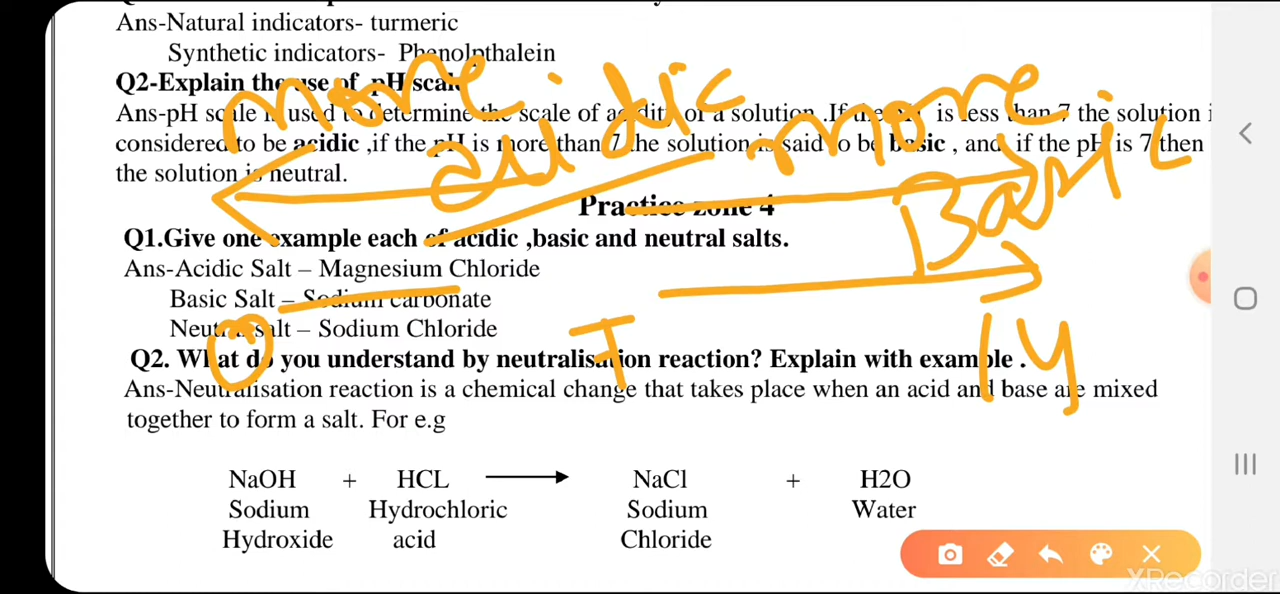 Ans-Natural indicators- turmeric
Synthetic indicators- Phenolpthalein
Q2-Explain the use of pH scale
Ans-pH scale is used to determine the scale of acidity of a solution .If the pH is less than 7 the solution i
considered to be acidic ,if the pH is more than 7 the solution is said to be basic , and if the pH is 7 then
the solution is neutral.
more acidic
more Basic
Practice zone 4
Q1.Give one example each of acidic ,basic and neutral salts.
Ans-Acidic Salt – Magnesium Chloride
Basic Salt – Sodium carbonate
Neutral salt – Sodium Chloride
0 7 14
Q2. What do you understand by neutralisation reaction? Explain with example .
Ans-Neutralisation reaction is a chemical change that takes place when an acid and base are mixed
together to form a salt. For e.g
NaOH + HCL NaCl + H2O
Sodium Hydrochloric Sodium Water
Hydroxide acid Chloride
XRecorder